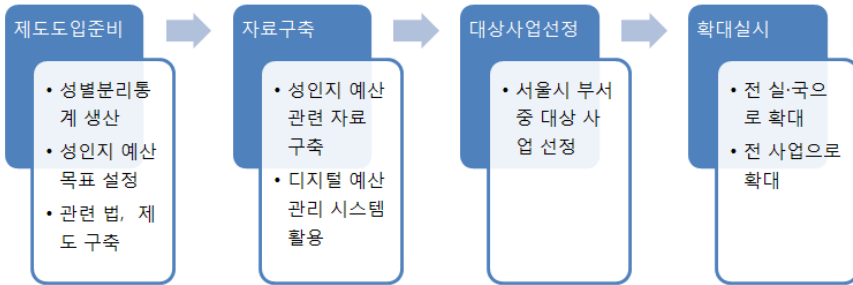 제도도입준비
• 성별분리통
계 생산
• 성인지 예산
목표 설정
• 관련 법, 제
도 구축
자료구축
• 성인지 예산
관련 자료
구축
• 디지털 예산
관리 시스템
활용
대상사업선정
• 서울시 부서
중 대상 사
업 선정
확대실시
• 전 실·국으
로 확대
• 전 사업으로
확대